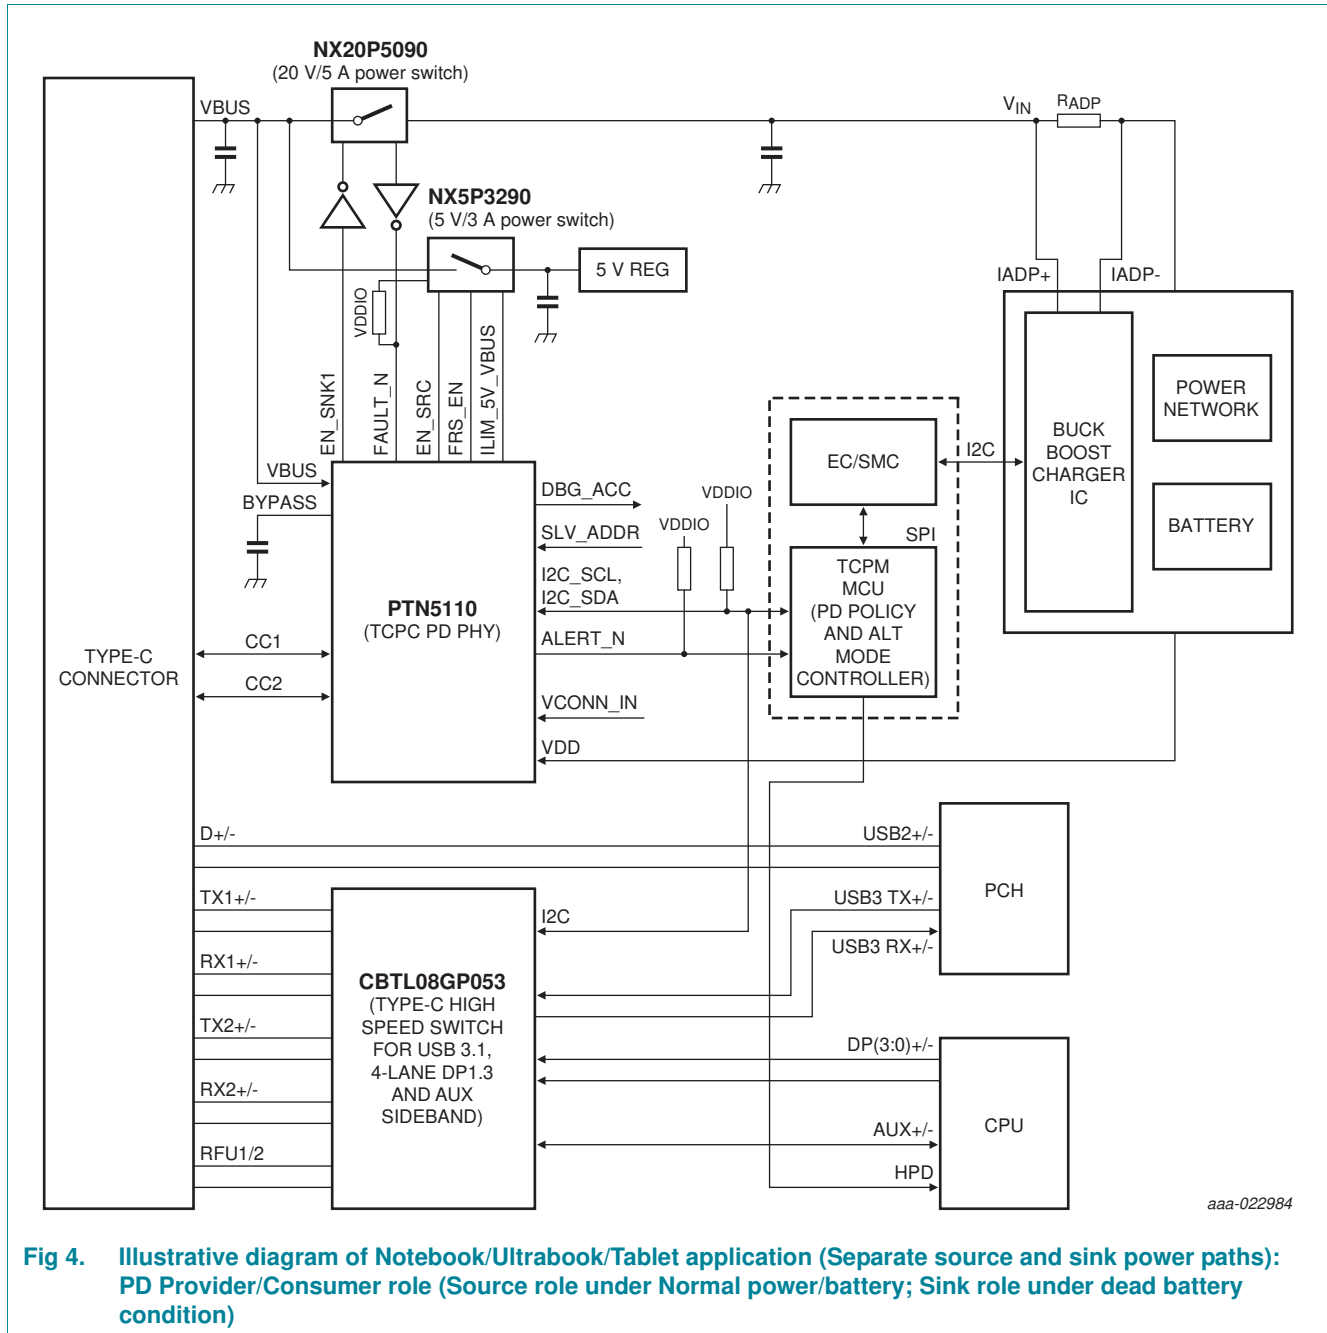 NX20P5090
(20 V/5 A power switch)
VBUS
VIN
RADP
NX5P3290
(5 V/3 A power switch)
5 V REG
IADP+
IADP-
VDDIO
EN_SNK1
FAULT_N
EN_SRC
FRS_EN
ILIM_5V_VBUS
POWER
NETWORK
BUCK
BOOST
CHARGER
IC
BATTERY
EC/SMC
I2C
SPI
VBUS
BYPASS
DBG_ACC
SLV_ADDR
VDDIO
VDDIO
I2C_SCL,
I2C_SDA
ALERT_N
PTN5110
(TCPC PD PHY)
TCPM
MCU
(PD POLICY
AND ALT
MODE
CONTROLLER)
TYPE-C
CONNECTOR
CC1
CC2
VCONN_IN
VDD
D+/-
USB2+/-
TX1+/-
I2C
USB3 TX+/-
PCH
RX1+/-
USB3 RX+/-
CBTL08GP053
(TYPE-C HIGH
SPEED SWITCH
FOR USB 3.1,
4-LANE DP1.3
AND AUX
SIDEBAND)
TX2+/-
DP(3:0)+/-
RX2+/-
AUX+/-
CPU
RFU1/2
HPD
aaa-022984
Fig 4. Illustrative diagram of Notebook/Ultrabook/Tablet application (Separate source and sink power paths):
PD Provider/Consumer role (Source role under Normal power/battery; Sink role under dead battery
condition)